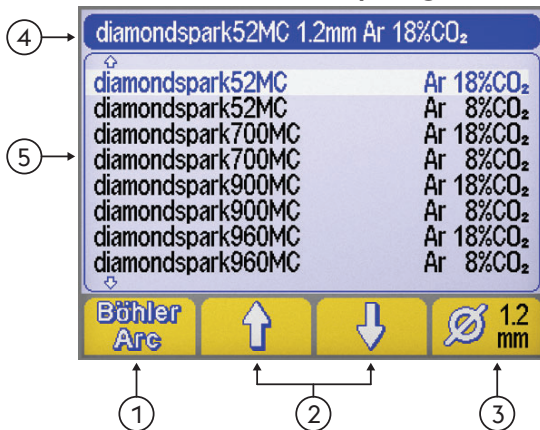 4
diamondspark52MC 1.2mm Ar 18%CO₂
diamondspark52MC Ar 18%CO₂
diamondspark52MC Ar 8%CO₂
5
diamondspark700MC Ar 18%CO₂
diamondspark700MC Ar 8%CO₂
diamondspark900MC Ar 18%CO₂
diamondspark900MC Ar 8%CO₂
diamondspark960MC Ar 18%CO₂
diamondspark960MC Ar 8%CO₂
Böhler
Arc
Ø 1.2
mm
1
2
3